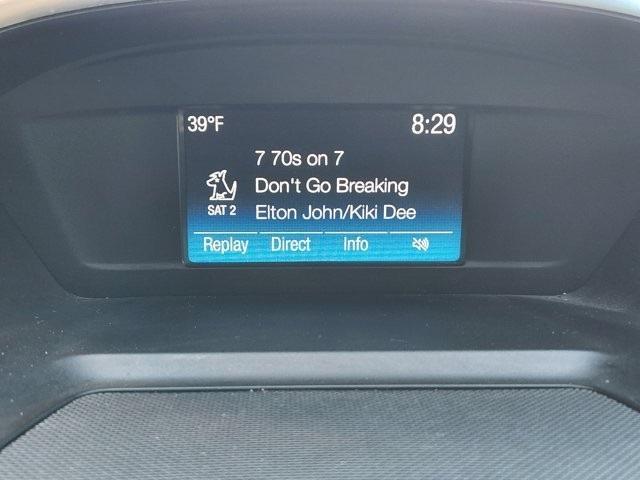 39°F 8:29
7 70s on 7
Don't Go Breaking
SAT 2 Elton John/Kiki Dee
Replay Direct Info